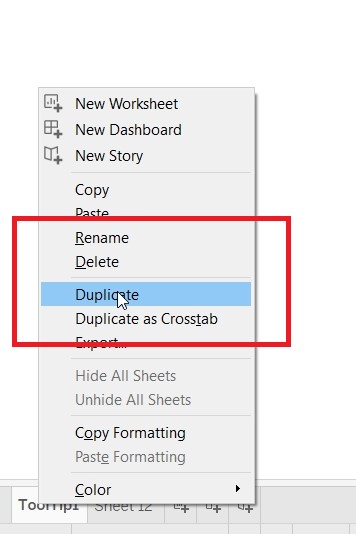 New Worksheet
New Dashboard
New Story
Copy
Paste
Rename
Delete
Duplicate
Duplicate as Crosstab
Export...
Hide All Sheets
Unhide All Sheets
Copy Formatting
Paste Formatting
Color
ToolTip1 Sheet 12